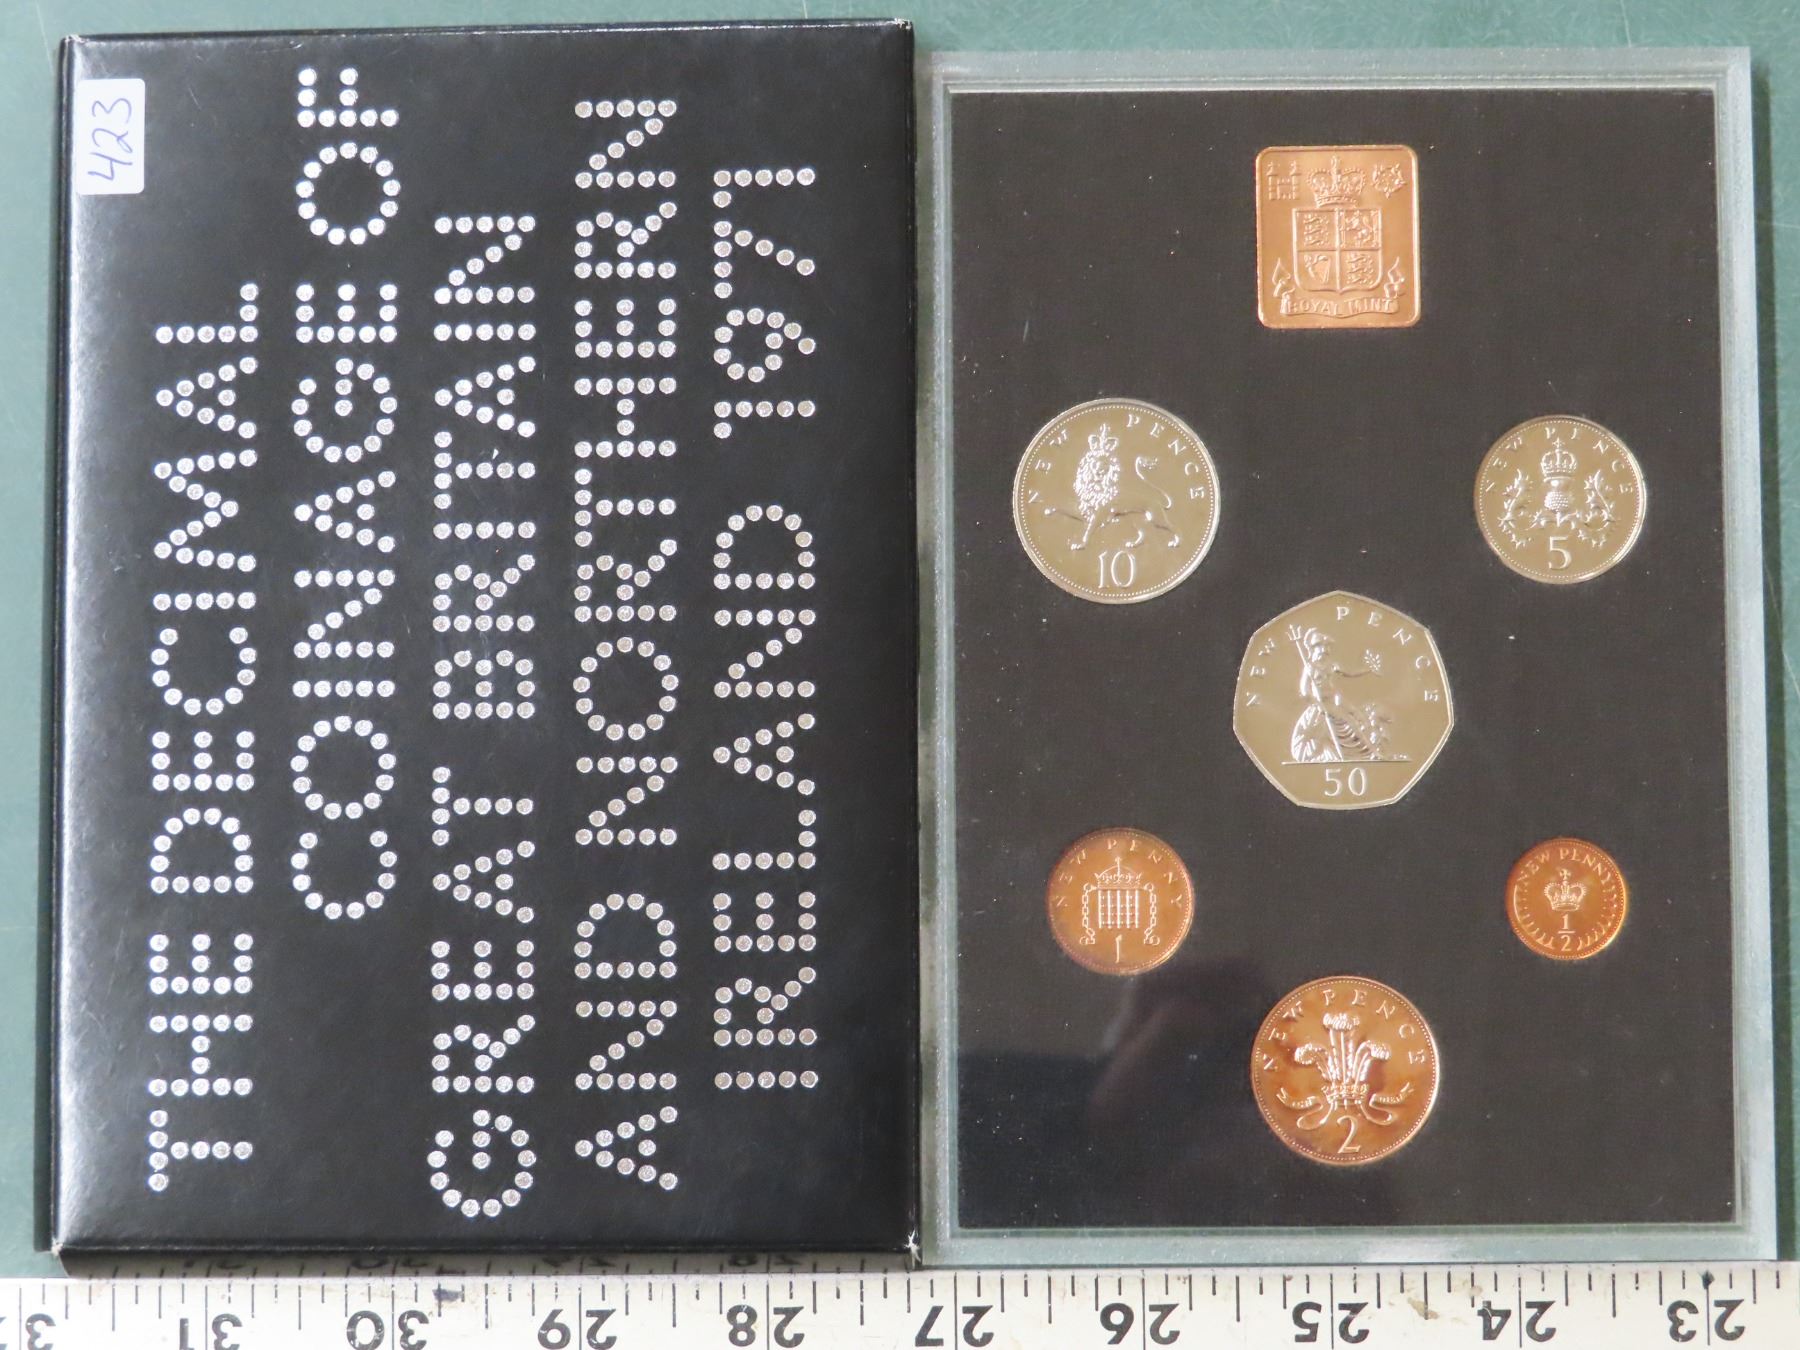 423
THE DECIMAL
COINAGE OF
GREAT BRITAIN
AND NORTHERN
IRELAND 1971
ROYAL MINT
NEW PENCE
10
NEW PENCE
5
NEW PENCE
50
NEW PENNY
1
NEW PENNY
1/2
NEW PENCE
2
31 30 29 28 27 26 25 24 23